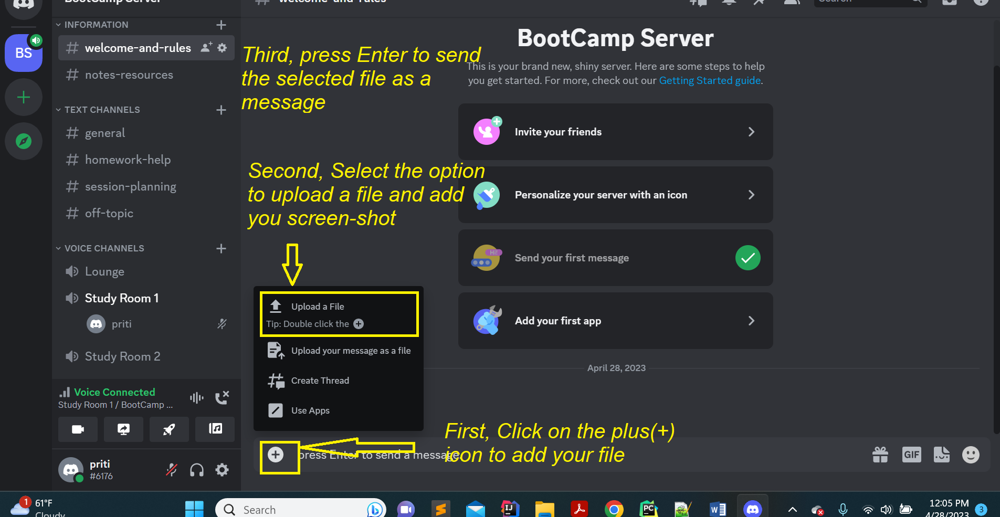 BootCamp Server
welcome-and-rules
Search
INFORMATION
BS
welcome-and-rules
notes-resources
TEXT CHANNELS
general
homework-help
session-planning
off-topic
VOICE CHANNELS
Lounge
Study Room 1
priti
Study Room 2
Voice Connected
Study Room 1 / BootCamp ...
priti
#6176
Third, press Enter to send
the selected file as a
message
Second, Select the option
to upload a file and add
you screen-shot
Upload a File
Tip: Double click the
Upload your message as a file
Create Thread
Use Apps
First, Click on the plus(+)
icon to add your file
press Enter to send a message.
GIF
BootCamp Server
This is your brand new, shiny server. Here are some steps to help
you get started. For more, check out our Getting Started guide.
Invite your friends
Personalize your server with an icon
Hi!
Send your first message
Add your first app
April 28, 2023
1
61°F
Cloudy
Search
IJ
PC
W
12:05 PM
4/28/2023
3